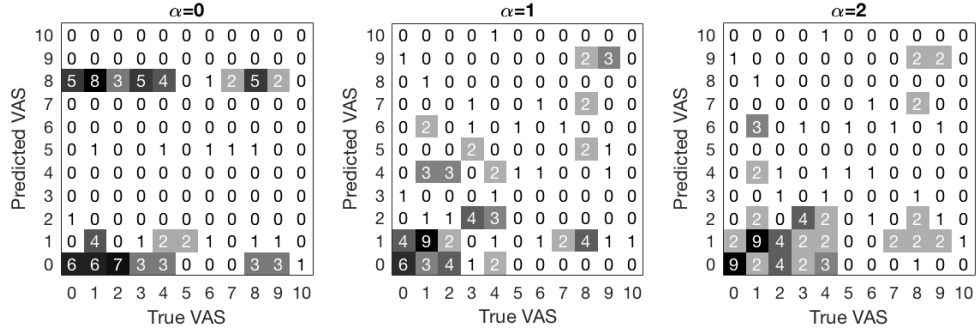 α=0
10 0 0 0 0 0 0 0 0 0 0 0
9 0 0 0 0 0 0 0 0 0 0 0
8 5 8 3 5 4 0 1 2 5 2 0
7 0 0 0 0 0 0 0 0 0 0 0
6 0 0 0 0 0 0 0 0 0 0 0
5 0 1 0 0 1 0 1 1 1 0 0
4 0 0 0 0 0 0 0 0 0 0 0
3 0 0 0 0 0 0 0 0 0 0 0
2 1 0 0 0 0 0 0 0 0 0 0
1 0 4 0 1 2 2 1 0 1 1 0
0 6 6 7 3 3 0 0 0 3 3 1
0 1 2 3 4 5 6 7 8 9 10
True VAS
Predicted VAS
α=1
10 0 0 0 0 1 0 0 0 0 0 0
9 1 0 0 0 0 0 0 0 2 3 0
8 0 1 0 0 0 0 0 0 0 0 0
7 0 0 0 1 0 0 1 0 2 0 0
6 0 2 0 1 0 1 0 1 0 0 0
5 0 0 0 2 0 0 0 0 2 1 0
4 0 3 3 0 2 1 1 0 0 1 0
3 1 0 0 0 1 0 0 0 0 0 0
2 0 1 1 4 3 0 1 0 0 0 0
1 4 9 2 0 1 0 0 2 4 1 1
0 6 3 4 1 2 0 0 0 0 0 0
0 1 2 3 4 5 6 7 8 9 10
True VAS
Predicted VAS
α=2
10 0 0 0 0 1 0 0 0 0 0 0
9 1 0 0 0 0 0 0 0 2 2 0
8 0 1 0 0 0 0 0 0 0 0 0
7 0 0 0 0 0 0 1 0 2 0 0
6 0 3 0 1 0 1 0 1 0 0 0
5 0 0 0 0 0 0 0 0 0 1 0
4 0 2 1 0 1 1 1 0 0 0 0
3 0 0 1 0 1 0 0 0 1 0 0
2 0 2 0 4 2 0 1 0 2 1 0
1 2 9 4 2 2 0 0 2 2 2 1
0 9 2 4 2 3 0 0 0 1 0 0
0 1 2 3 4 5 6 7 8 9 10
True VAS
Predicted VAS